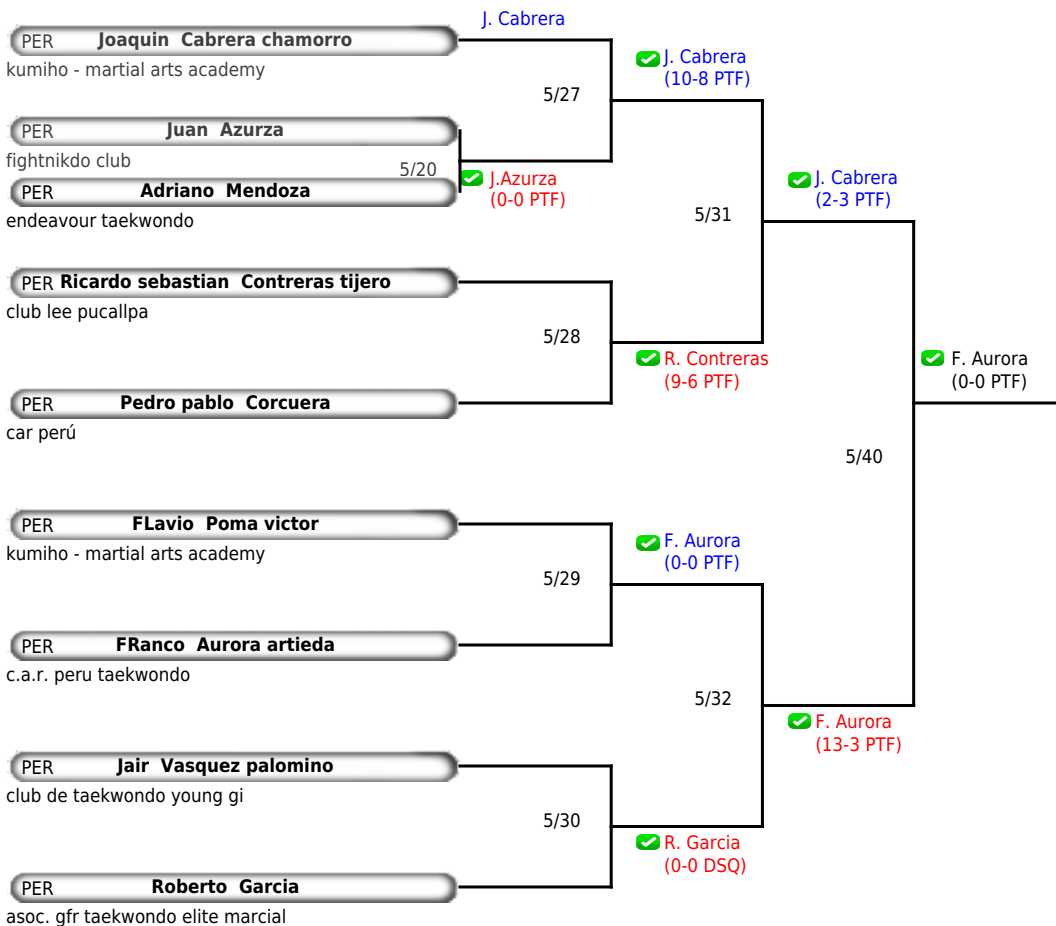 J. Cabrera
PER Joaquin Cabrera chamorro
kumiho - martial arts academy
J. Cabrera
(10-8 PTF)
5/27
PER Juan Azurza
fightnikdo club
5/20
J.Azurza
(0-0 PTF)
PER Adriano Mendoza
endeavour taekwondo
J. Cabrera
(2-3 PTF)
5/31
PER Ricardo sebastian Contreras tijero
club lee pucallpa
5/28
R. Contreras
(9-6 PTF)
F. Aurora
(0-0 PTF)
PER Pedro pablo Corcuera
car perú
5/40
PER FLavio Poma victor
kumiho - martial arts academy
F. Aurora
(0-0 PTF)
5/29
PER FRanco Aurora artieda
c.a.r. peru taekwondo
5/32
F. Aurora
(13-3 PTF)
PER Jair Vasquez palomino
club de taekwondo young gi
5/30
R. Garcia
(0-0 DSQ)
PER Roberto Garcia
asoc. gfr taekwondo elite marcial